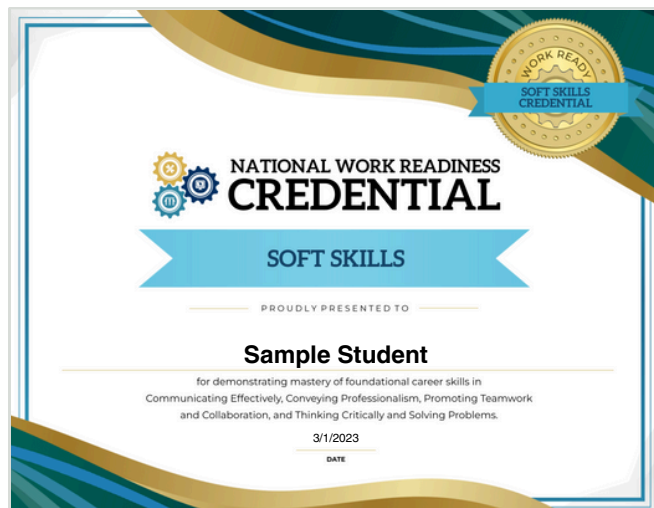 WORK READY
SOFT SKILLS
CREDENTIAL
NATIONAL WORK READINESS
CREDENTIAL
SOFT SKILLS
PROUDLY PRESENTED TO
Sample Student
for demonstrating mastery of foundational career skills in
Communicating Effectively, Conveying Professionalism, Promoting Teamwork
and Collaboration, and Thinking Critically and Solving Problems.
3/1/2023
DATE